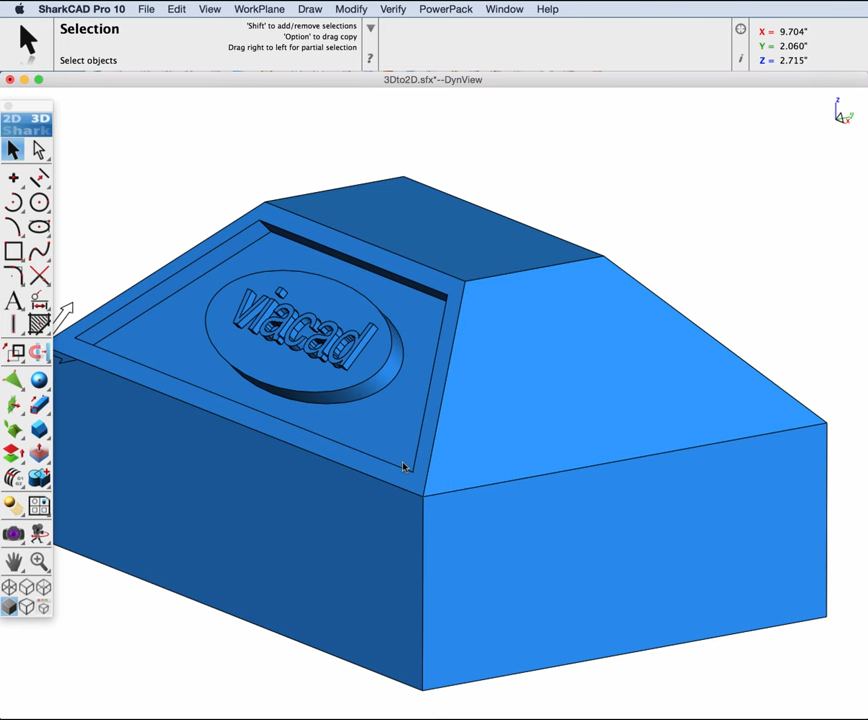 SharkCAD Pro 10 File Edit View WorkPlane Draw Modify Verify PowerPack Window Help
Selection
Select objects
'Shift' to add/remove selections
'Option' to drag copy
Drag right to left for partial selection
?
i
X = 9.704"
Y = 2.060"
Z = 2.715"
3Dto2D.sfx*--DynView
2D 3D
Shark
A
G1
G2
z
y
x
viacad